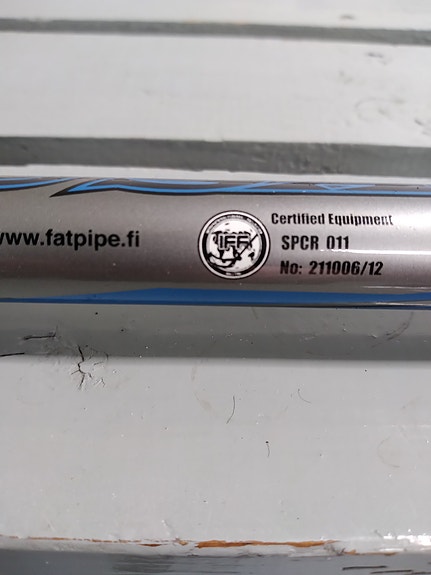 www.fatpipe.fi
IFF
Certified Equipment
SPCR 011
No: 211006/12